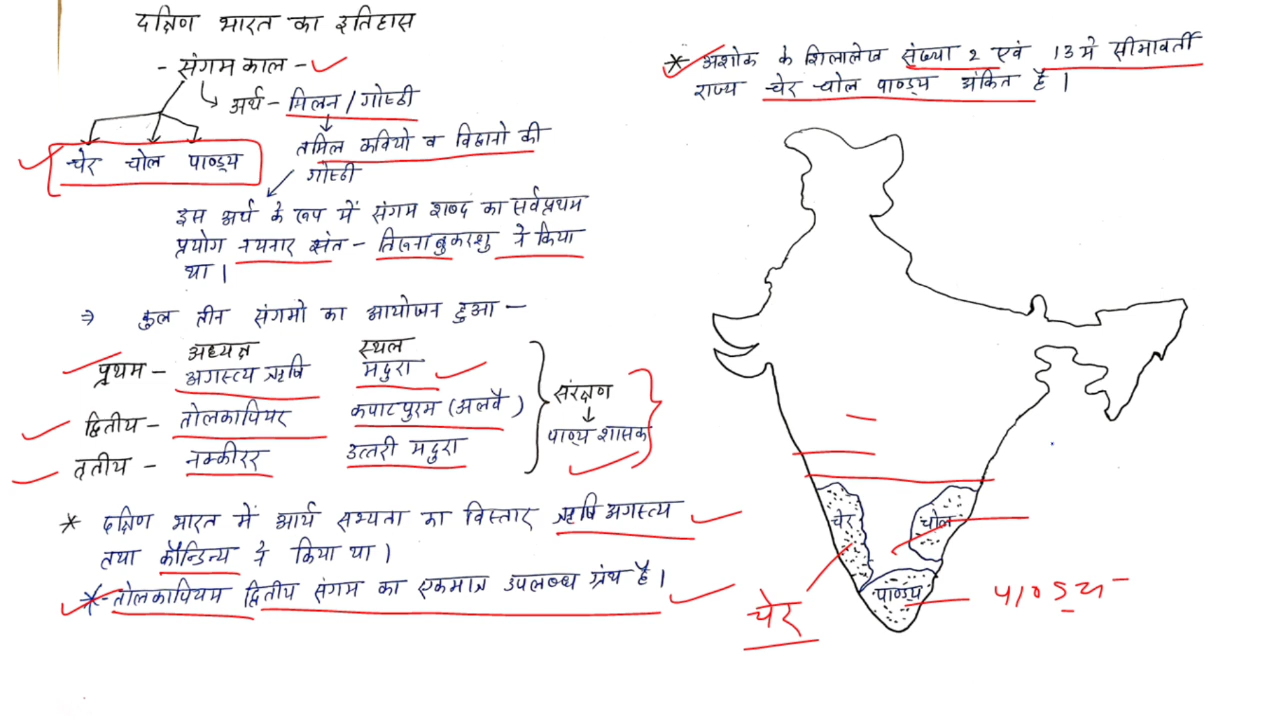 दक्षिण भारत का इतिहास
- संगम काल -
अर्थ - मिलन / गोष्ठी
तमिल कवियो व विद्वानो की
गोष्ठी
चेर चोल पाण्ड्य
इस अर्थ के रूप में संगम शब्द का सर्वप्रथम
प्रयोग नयनार संत - तिरूनाबुकरशु ने किया
था |
⇒ कुल तीन संगमो का आयोजन हुआ -
अध्यक्ष स्थल
प्रथम - अगस्त्य ऋषि मदुरा
द्वितीय - तोलकापियर कपाटपुरम (अलवै)
तृतीय - नक्कीरर उत्तरी मदुरा
संरक्षण
↓
पाण्य शासक
* दक्षिण भारत में आर्य सभ्यता का विस्तार ऋषि अगस्त्य
तथा कौन्डिन्य ने किया था |
* - तोलकापियम द्वितीय संगम का एकमात्र उपलब्ध ग्रंथ है |
* अशोक के शिलालेख संख्या 2 एवं 13 मे सीमावर्ती
राज्य चेर चोल पाण्ड्य अंकित है |
चेर
चोल
पाण्ड्य
चेर
पाण्ड्य